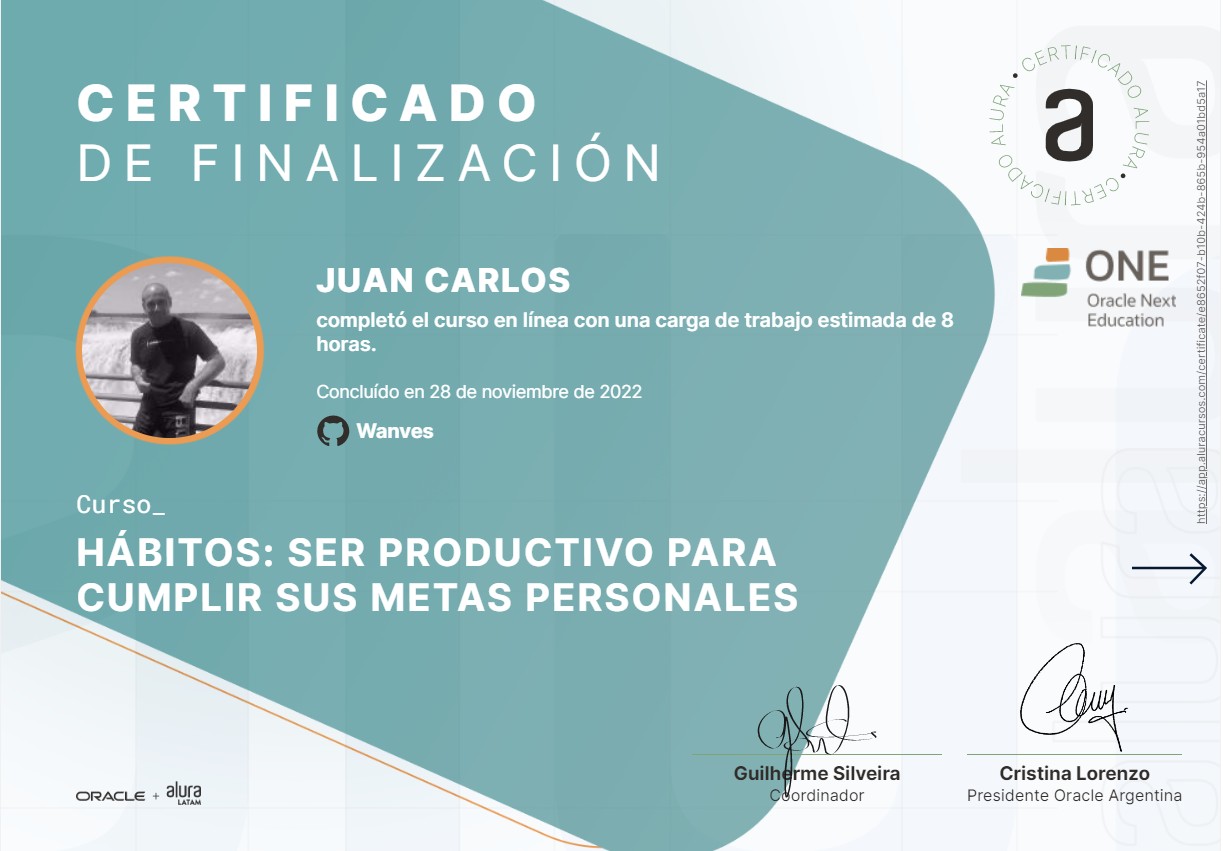 CERTIFICADO
DE FINALIZACIÓN
CERTIFICADO ALURA • CERTIFICADO ALURA •
a
ONE
Oracle Next
Education
JUAN CARLOS
completó el curso en línea con una carga de trabajo estimada de 8
horas.
Concluído en 28 de noviembre de 2022
Wanves
Curso_
HÁBITOS: SER PRODUCTIVO PARA
CUMPLIR SUS METAS PERSONALES
https://app.aluracursos.com/certificate/e8652f07-b10b-424b-865b-954a01bd5a17
Guilherme Silveira
Coordinador
Cristina Lorenzo
Presidente Oracle Argentina
ORACLE + alura
LATAM